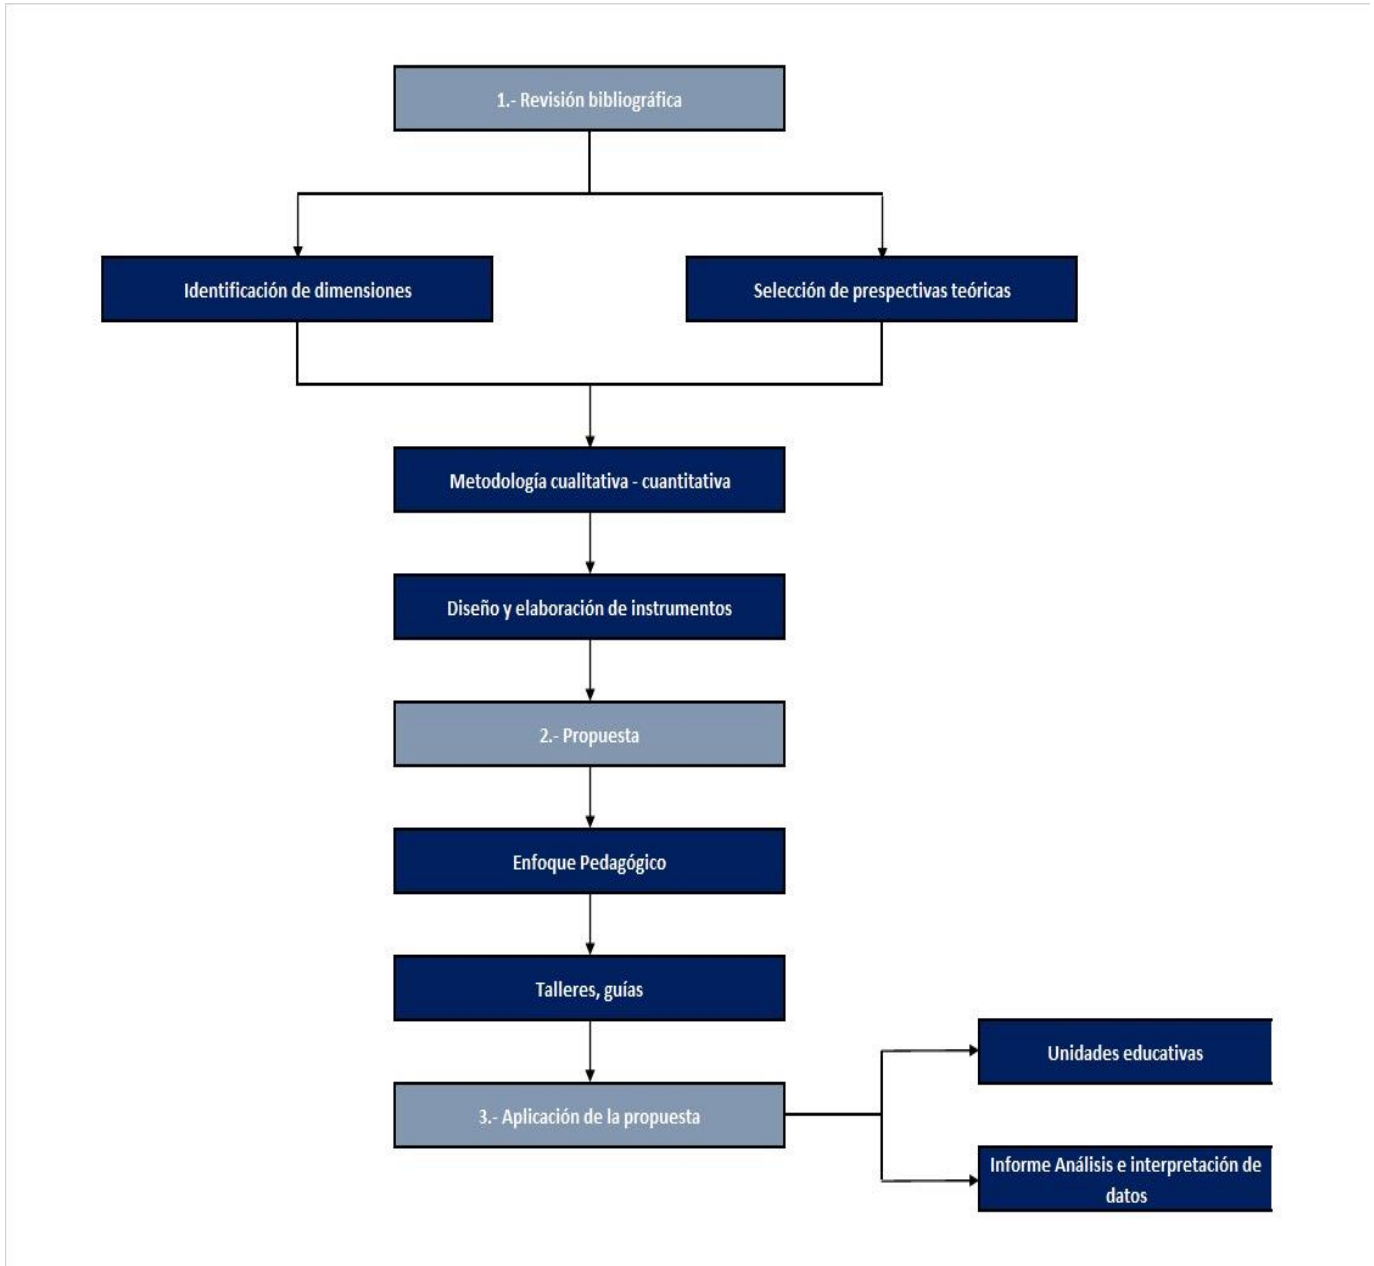 1.- Revisión bibliográfica
Identificación de dimensiones
Selección de prespectivas teóricas
Metodología cualitativa - cuantitativa
Diseño y elaboración de instrumentos
2.- Propuesta
Enfoque Pedagógico
Talleres, guías
Unidades educativas
3.- Aplicación de la propuesta
Informe Análisis e interpretación de
datos